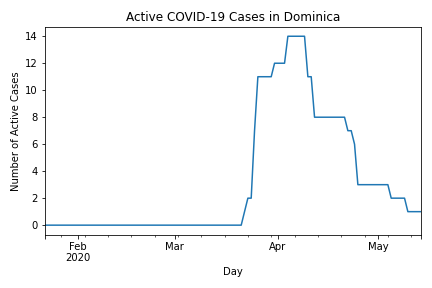 Active COVID-19 Cases in Dominica
Number of Active Cases
14
12
10
8
6
4
2
0
Feb
2020
Mar
Apr
May
Day